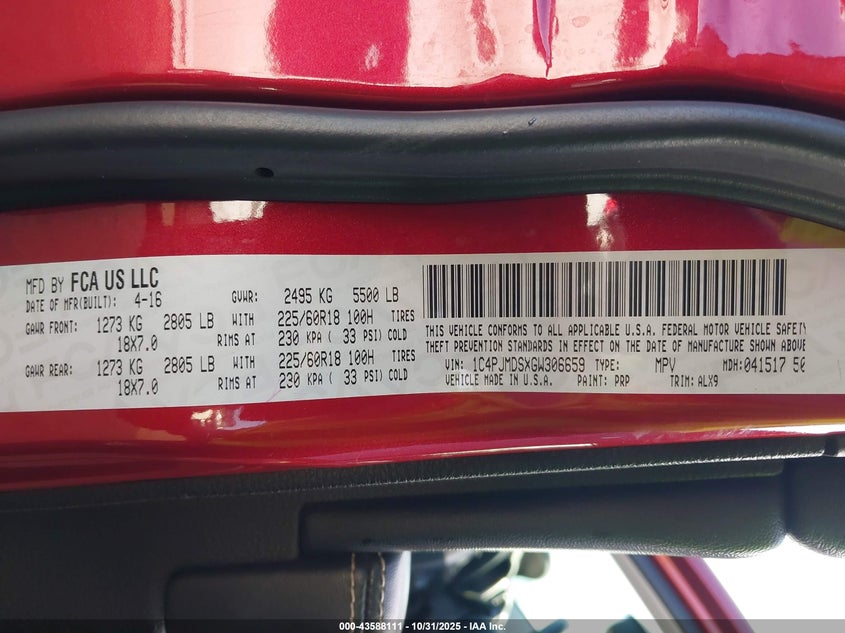 MFD BY FCA US LLC
DATE OF MFR(BUILT): 4-16 GVWR: 2495 KG 5500 LB
GAWR FRONT: 1273 KG 2805 LB WITH 225/60R18 100H TIRES
18X7.0 RIMS AT 230 KPA ( 33 PSI) COLD
GAWR REAR: 1273 KG 2805 LB WITH 225/60R18 100H TIRES
18X7.0 RIMS AT 230 KPA ( 33 PSI) COLD
THIS VEHICLE CONFORMS TO ALL APPLICABLE U.S.A. FEDERAL MOTOR VEHICLE SAFETY
THEFT PREVENTION STANDARDS IN EFFECT ON THE DATE OF MANUFACTURE SHOWN ABOVE
VIN: 1C4PJMDSXGW306659 TYPE: MPV MDH: 041517 50
VEHICLE MADE IN U.S.A. PAINT: PRP TRIM: ALX9
000-43588111 - 10/31/2025 - Copyright © 2025, IAA Inc.